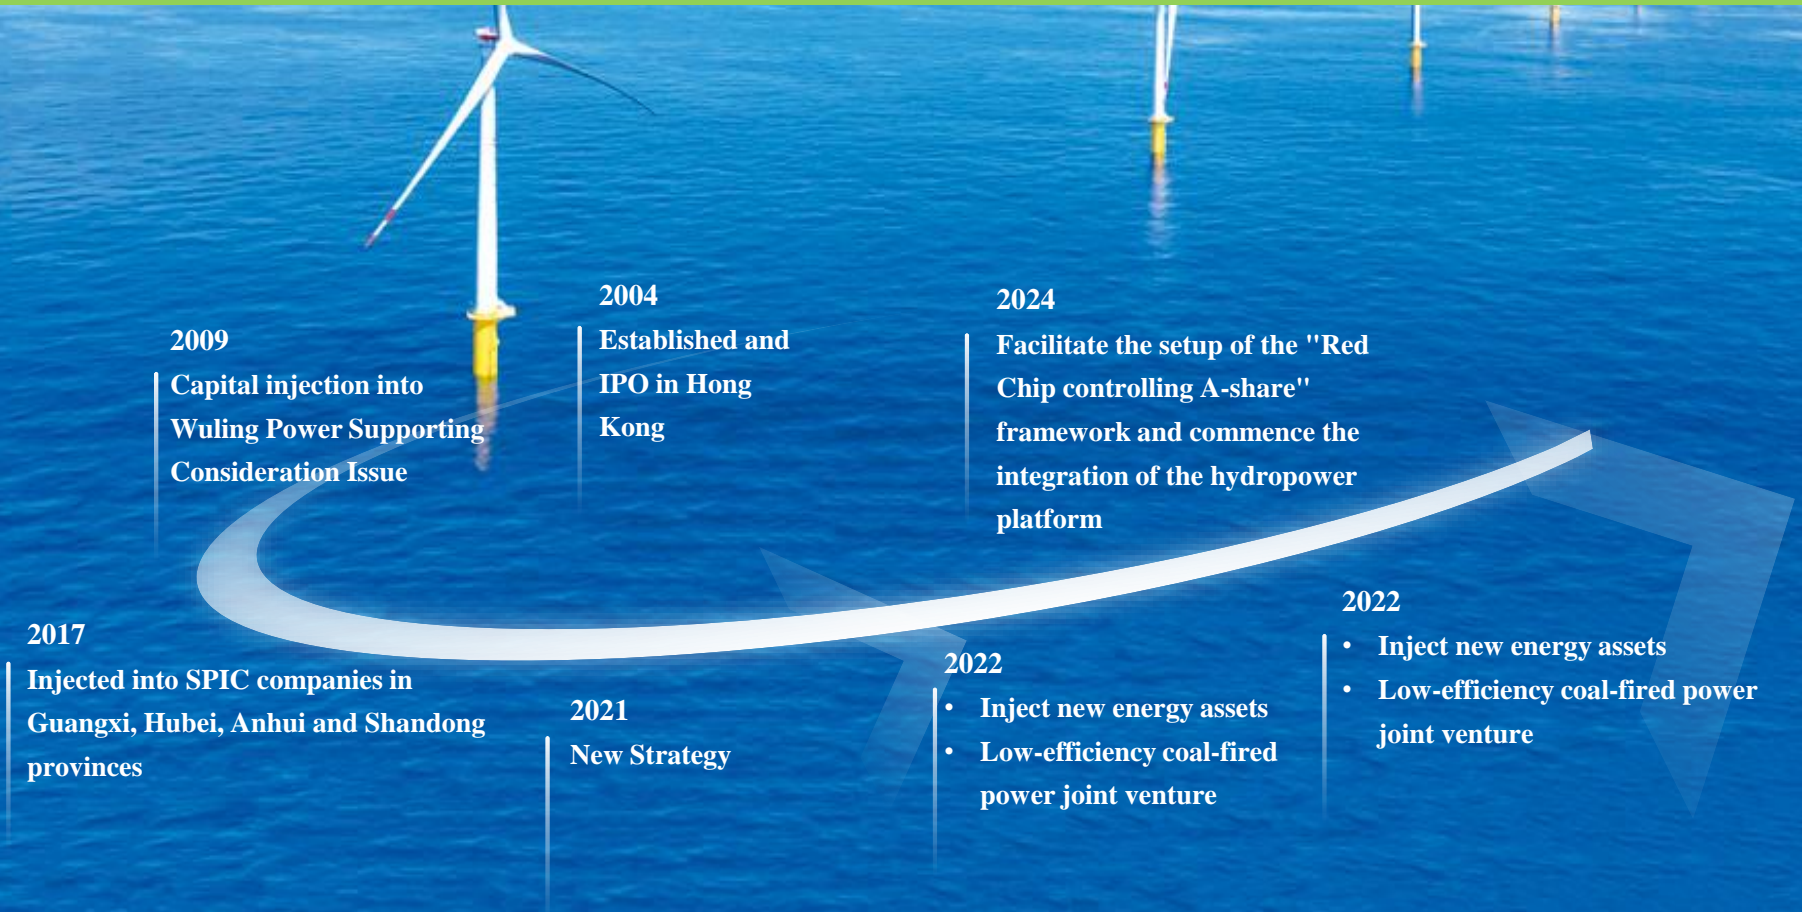 2004
Established and
IPO in Hong
Kong
2009
Capital injection into
Wuling Power Supporting
Consideration Issue
2017
Injected into SPIC companies in
Guangxi, Hubei, Anhui and Shandong
provinces
2021
New Strategy
2022
• Inject new energy assets
• Low-efficiency coal-fired
power joint venture
2022
• Inject new energy assets
• Low-efficiency coal-fired power
joint venture
2024
Facilitate the setup of the "Red
Chip controlling A-share"
framework and commence the
integration of the hydropower
platform